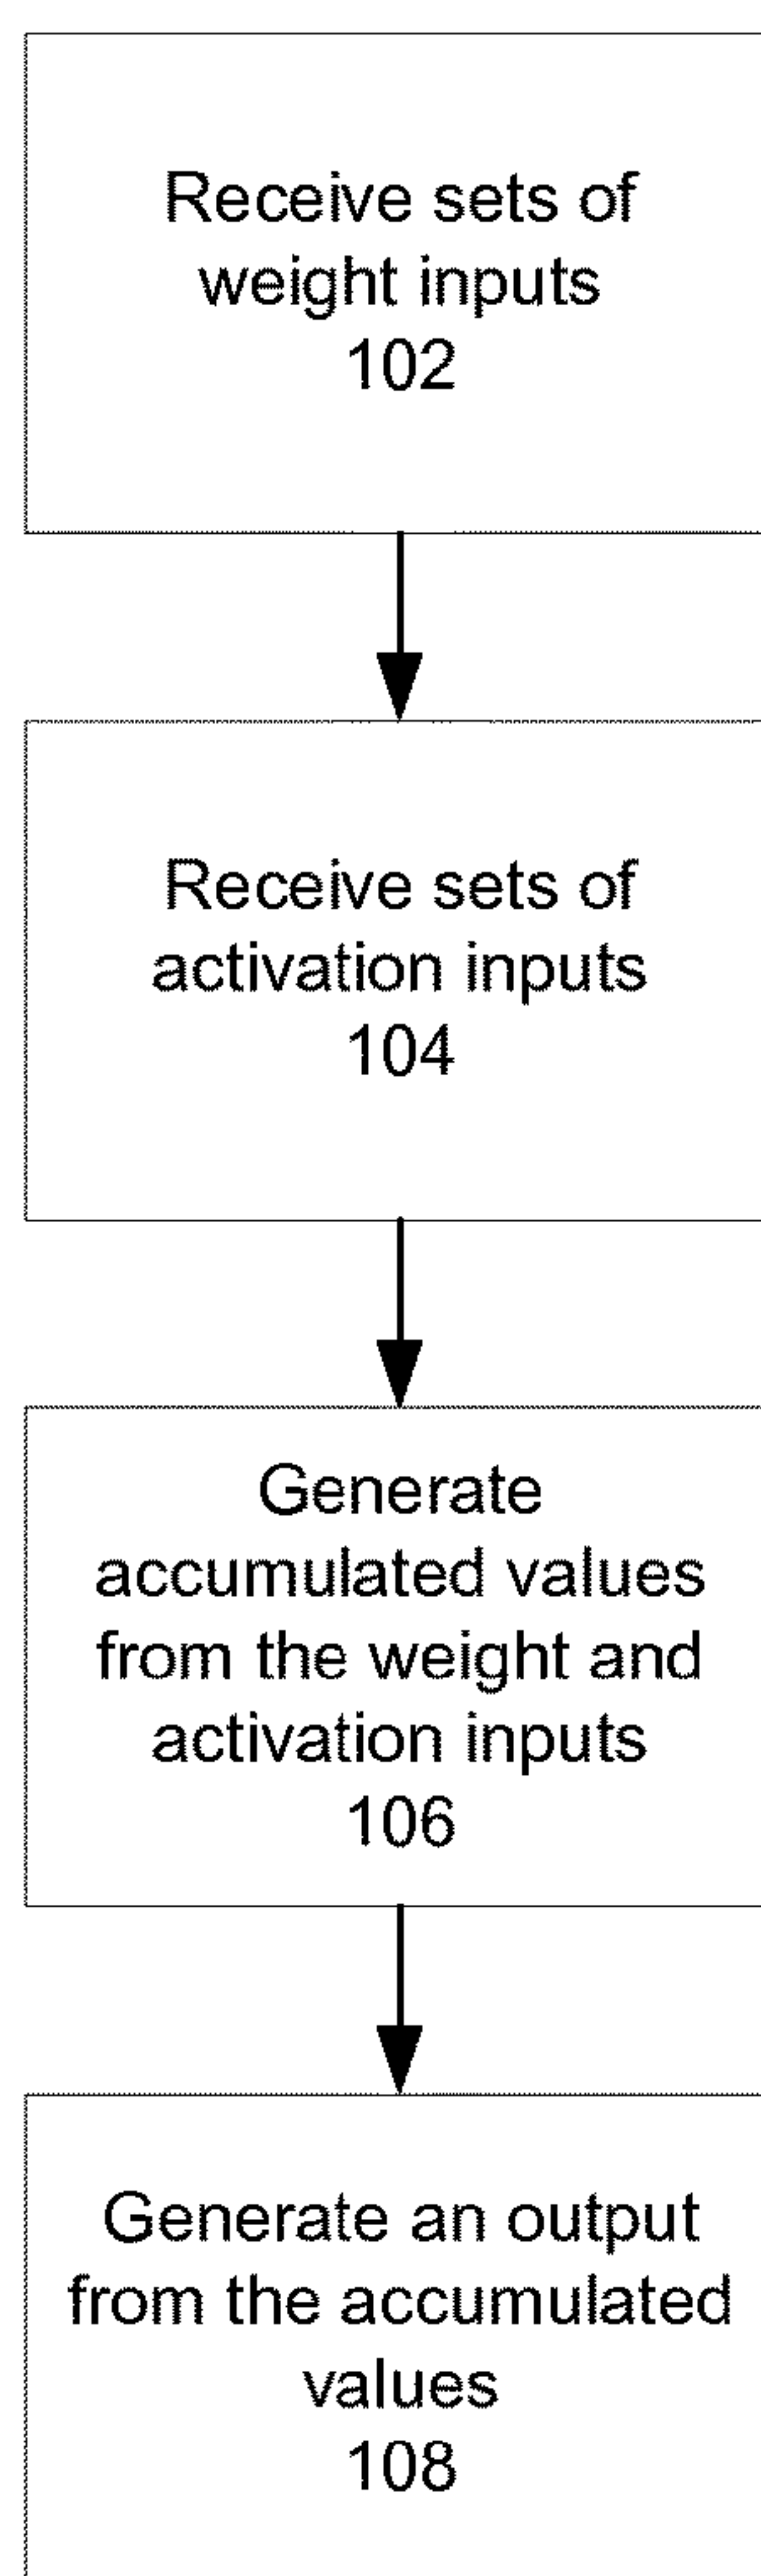 Receive sets of
weight inputs
102
Receive sets of
activation inputs
104
Generate
accumulated values
from the weight and
activation inputs
106
Generate an output
from the accumulated
values
108